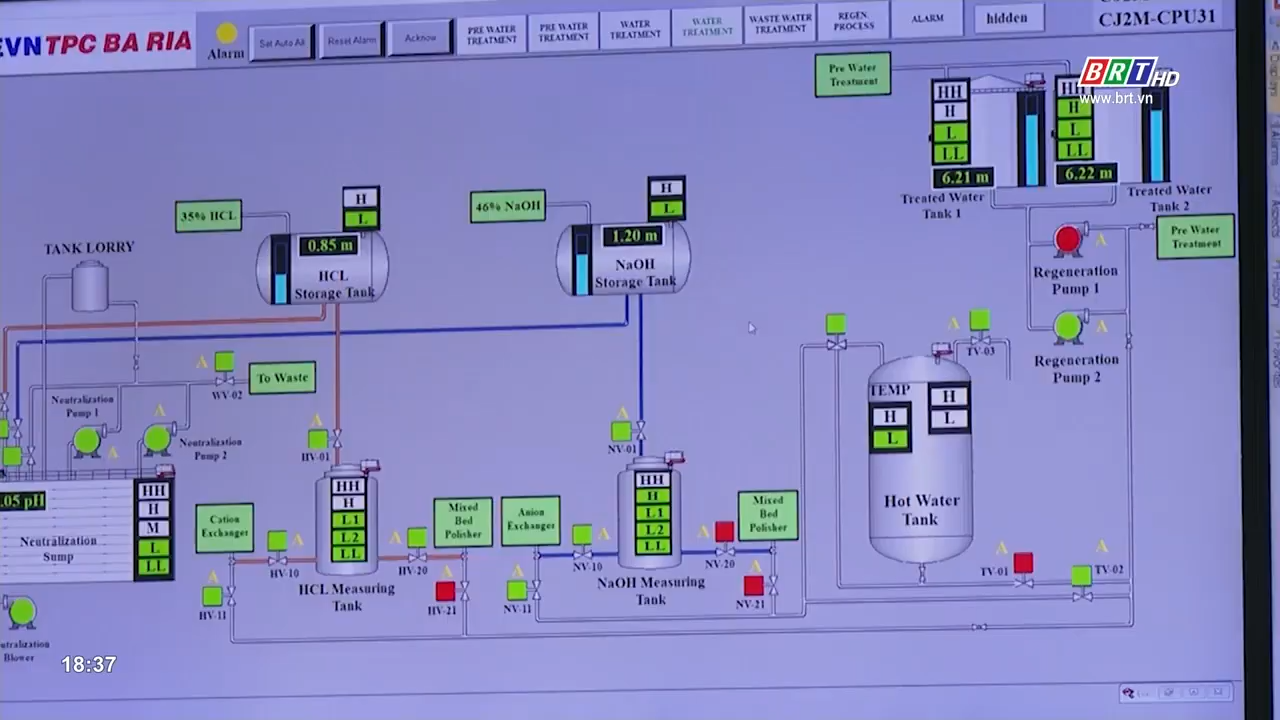 EVNTPC BA RIA
Alarm
Set Auto All
Reset Alarm
Acknow
PRE WATER
TREATMENT
PRE WATER
TREATMENT
WATER
TREATMENT
WATER
TREATMENT
WASTE WATER
TREATMENT
REGEN
PROCESS
ALARM
hidden
CJ2M-CPU31
BRT HD
www.brt.vn
Pre Water
Treatment
HH
H
L
LL
6.21 m
Treated Water
Tank 1
HH
H
L
LL
6.22 m
Treated Water
Tank 2
35% HCL
H
L
0.85 m
HCL
Storage Tank
46% NaOH
H
L
1.20 m
NaOH
Storage Tank
TANK LORRY
A
Regeneration
Pump 1
Pre Water
Treatment
A
Regeneration
Pump 2
A
WV-02
To Waste
Neutralization
Pump 1
A
A
Neutralization
Pump 2
A
HV-01
A
NV-01
A
TV-03
TEMP
H
L
H
L
Hot Water
Tank
.05 pH
Neutralization
Sump
HH
H
M
L
LL
Cation
Exchanger
A
HV-10
A
HV-11
HH
H
L1
L2
LL
HCL Measuring
Tank
A
HV-20
Mixed
Bed
Polisher
A
HV-21
Anion
Exchanger
A
NV-10
A
NV-11
HH
H
L1
L2
LL
NaOH Measuring
Tank
A
NV-20
Mixed
Bed
Polisher
A
NV-21
A
TV-01
A
TV-02
utralization
Blower
18:37